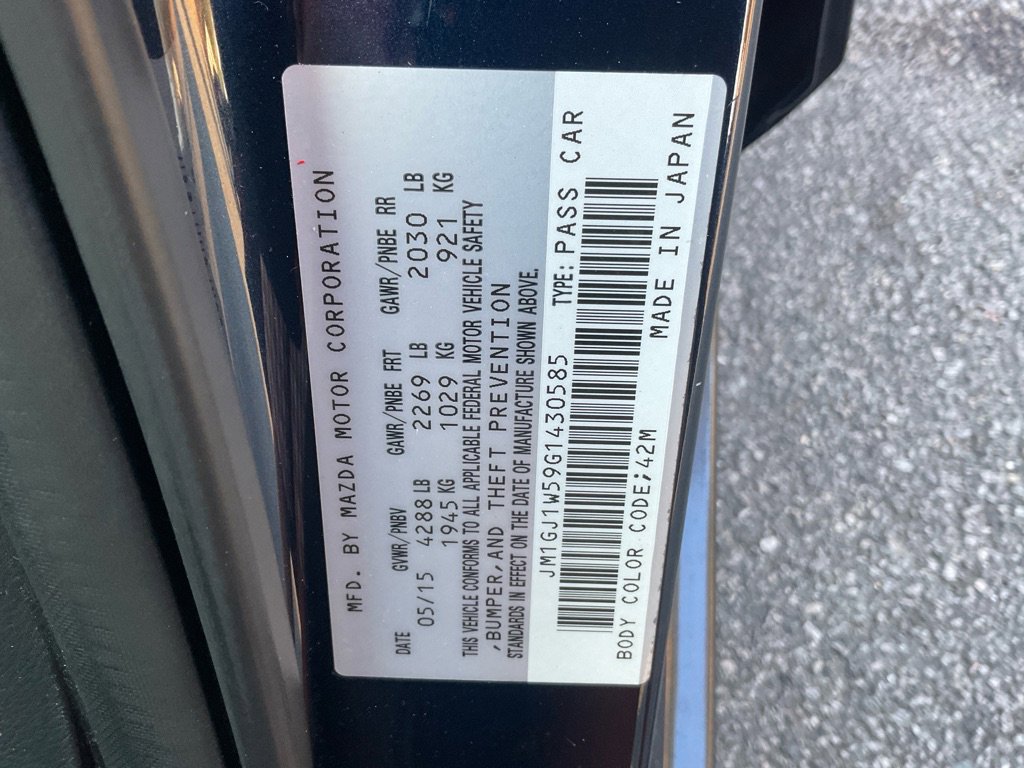 MFD. BY MAZDA MOTOR CORPORATION
DATE GVWR/PNBV GAWR/PNBE FRT GAWR/PNBE RR
05/15 4288 LB 2269 LB 2030 LB
1945 KG 1029 KG 921 KG
THIS VEHICLE CONFORMS TO ALL APPLICABLE FEDERAL MOTOR VEHICLE SAFETY
,BUMPER,AND THEFT PREVENTION
STANDARDS IN EFFECT ON THE DATE OF MANUFACTURE SHOWN ABOVE.
JM1GJ1W59G1430585 TYPE: PASS CAR
BODY COLOR CODE;42M MADE IN JAPAN